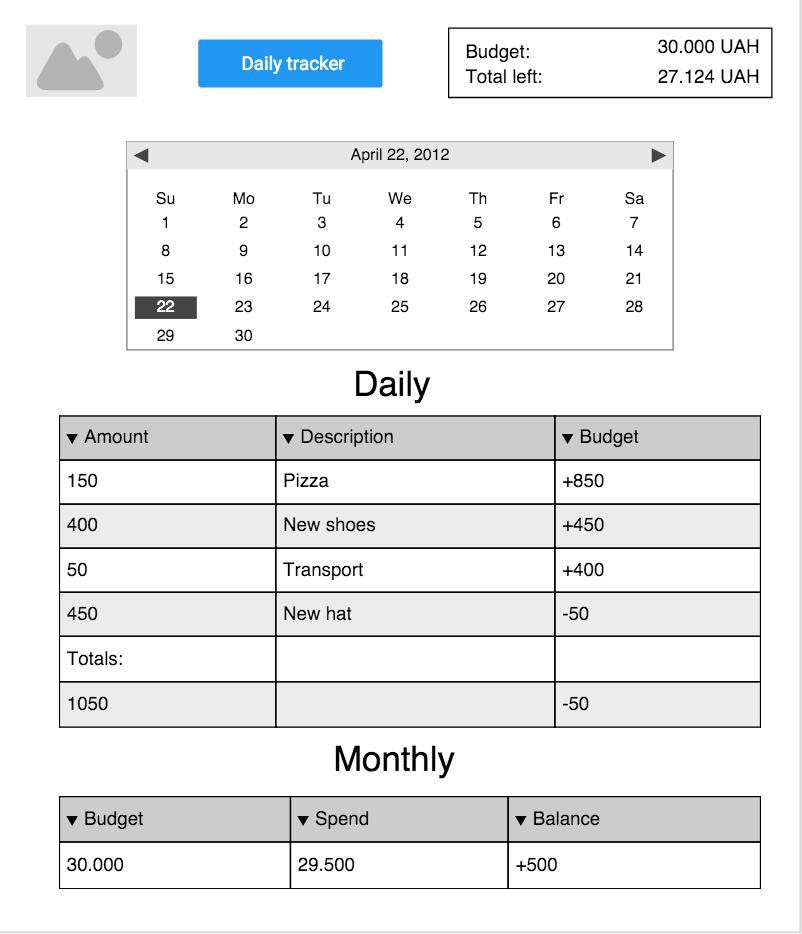 Daily tracker
Budget: 30.000 UAH
Total left: 27.124 UAH
April 22, 2012
Su Mo Tu We Th Fr Sa
1 2 3 4 5 6 7
8 9 10 11 12 13 14
15 16 17 18 19 20 21
22 23 24 25 26 27 28
29 30
Daily
Amount Description Budget
150 Pizza +850
400 New shoes +450
50 Transport +400
450 New hat -50
Totals:
1050 -50
Monthly
Budget Spend Balance
30.000 29.500 +500